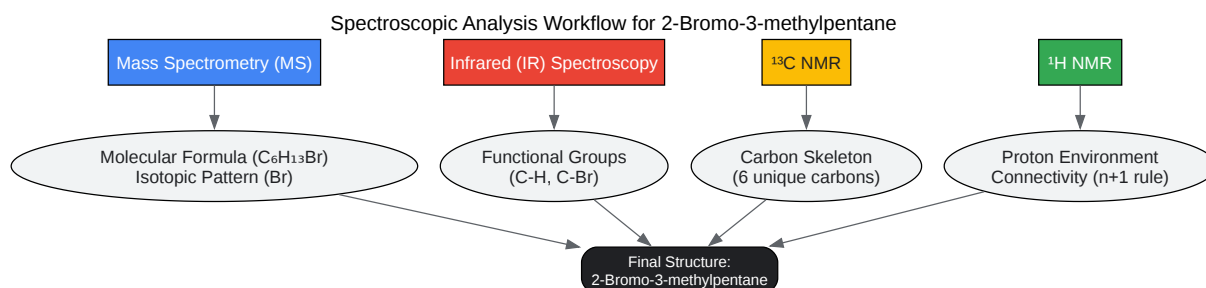 Spectroscopic Analysis Workflow for 2-Bromo-3-methylpentane
Mass Spectrometry (MS)
Infrared (IR) Spectroscopy
¹³C NMR
¹H NMR
Molecular Formula (C₆H₁₃Br)
Isotopic Pattern (Br)
Functional Groups
(C-H, C-Br)
Carbon Skeleton
(6 unique carbons)
Proton Environment
Connectivity (n+1 rule)
Final Structure:
2-Bromo-3-methylpentane